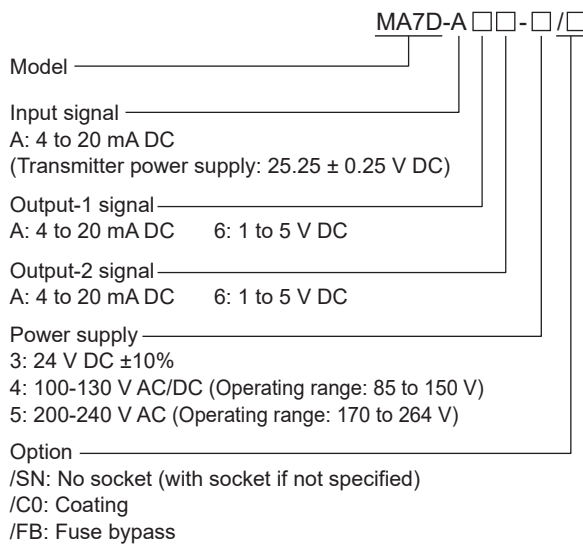 MA7D-A□□-□/□
Model
Input signal
A: 4 to 20 mA DC
(Transmitter power supply: 25.25 ± 0.25 V DC)
Output-1 signal
A: 4 to 20 mA DC 6: 1 to 5 V DC
Output-2 signal
A: 4 to 20 mA DC 6: 1 to 5 V DC
Power supply
3: 24 V DC ±10%
4: 100-130 V AC/DC (Operating range: 85 to 150 V)
5: 200-240 V AC (Operating range: 170 to 264 V)
Option
/SN: No socket (with socket if not specified)
/C0: Coating
/FB: Fuse bypass